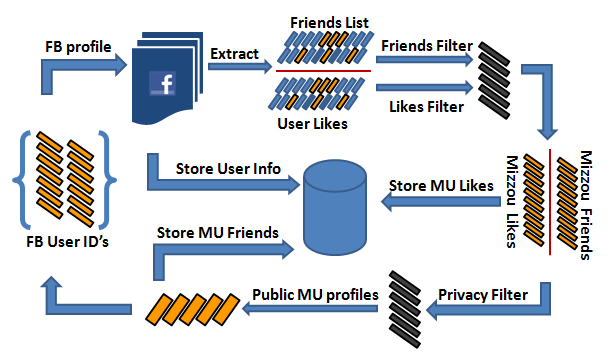 Friends List
FB profile
Extract
Friends Filter
f
Likes Filter
User Likes
Store User Info
Mizzou Likes
Mizzou Friends
Store MU Likes
Store MU Friends
FB User ID's
Public MU profiles
Privacy Filter